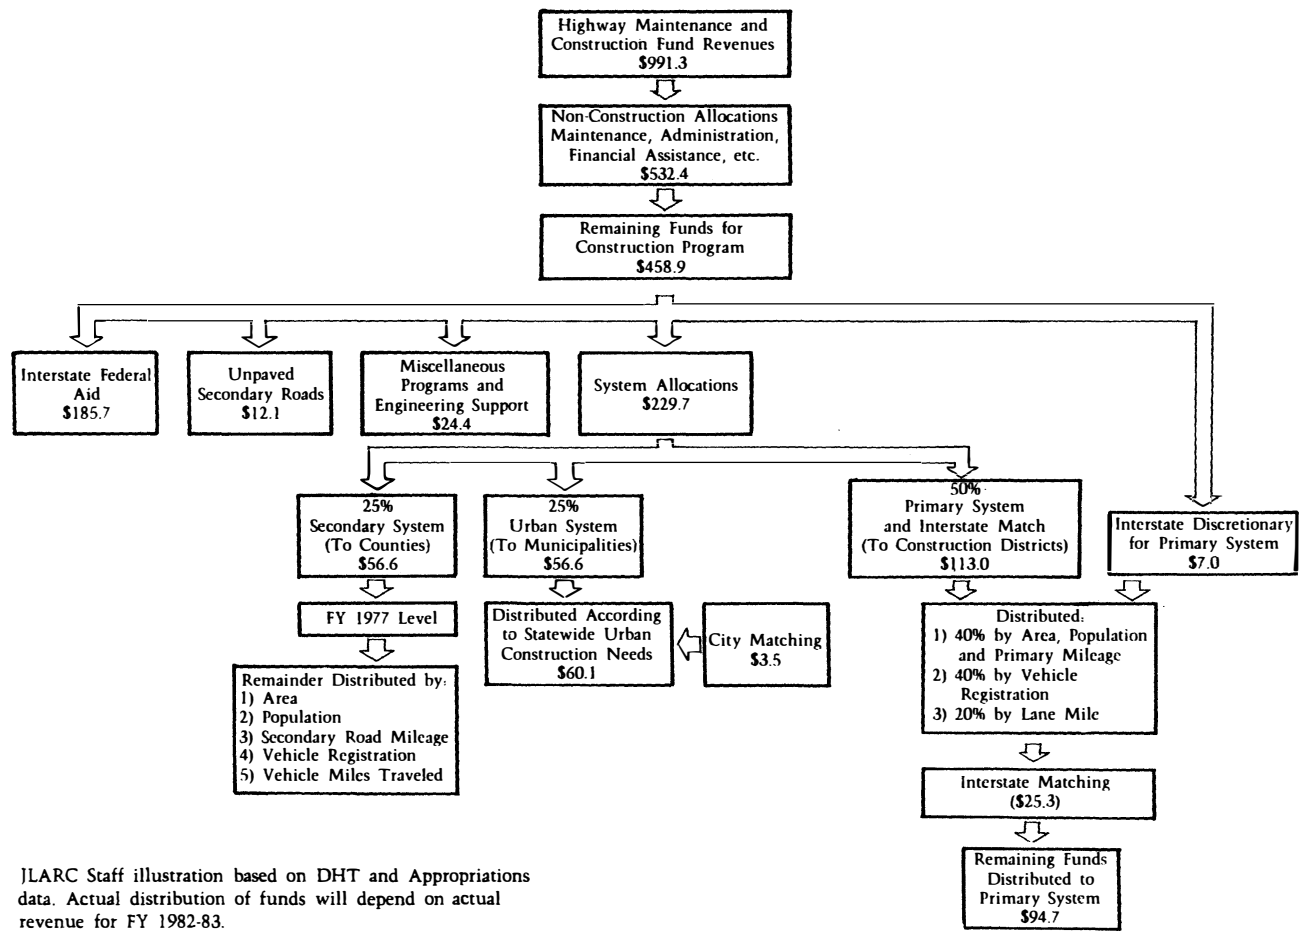 Highway Maintenance and
Construction Fund Revenues
$991.3
Non-Construction Allocations
Maintenance, Administration,
Financial Assistance, etc.
$532.4
Remaining Funds for
Construction Program
$458.9
Interstate Federal
Aid
$185.7
Unpaved
Secondary Roads
$12.1
Miscellaneous
Programs and
Engineering Support
$24.4
System Allocations
$229.7
25%
Secondary System
(To Counties)
$56.6
25%
Urban System
(To Municipalities)
$56.6
50%
Primary System
and Interstate Match
(To Construction Districts)
$113.0
Interstate Discretionary
for Primary System
$7.0
FY 1977 Level
Remainder Distributed by:
1) Area
2) Population
3) Secondary Road Mileage
4) Vehicle Registration
5) Vehicle Miles Traveled
Distributed According
to Statewide Urban
Construction Needs
$60.1
City Matching
$3.5
Distributed:
1) 40% by Area, Population
and Primary Mileage
2) 40% by Vehicle
Registration
3) 20% by Lane Mile
Interstate Matching
($25.3)
Remaining Funds
Distributed to
Primary System
$94.7
JLARC Staff illustration based on DHT and Appropriations
data. Actual distribution of funds will depend on actual
revenue for FY 1982-83.